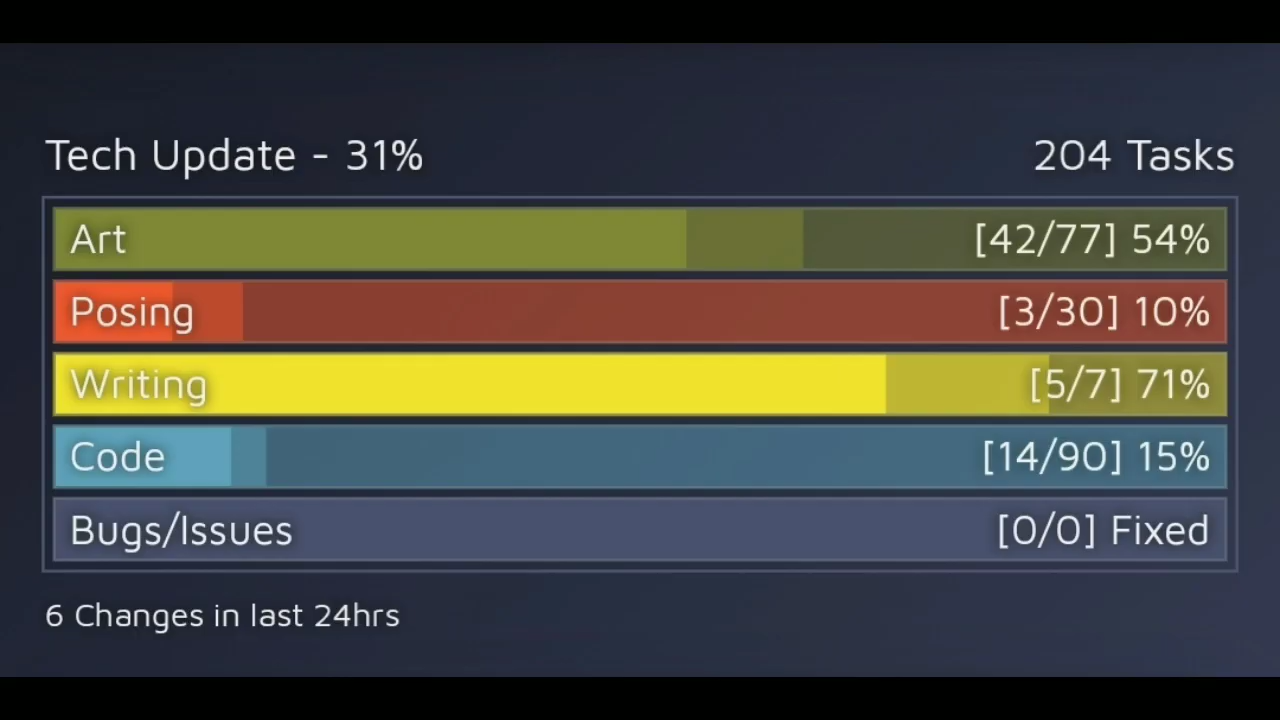 Tech Update - 31% 204 Tasks
Art [42/77] 54%
Posing [3/30] 10%
Writing [5/7] 71%
Code [14/90] 15%
Bugs/Issues [0/0] Fixed
6 Changes in last 24hrs